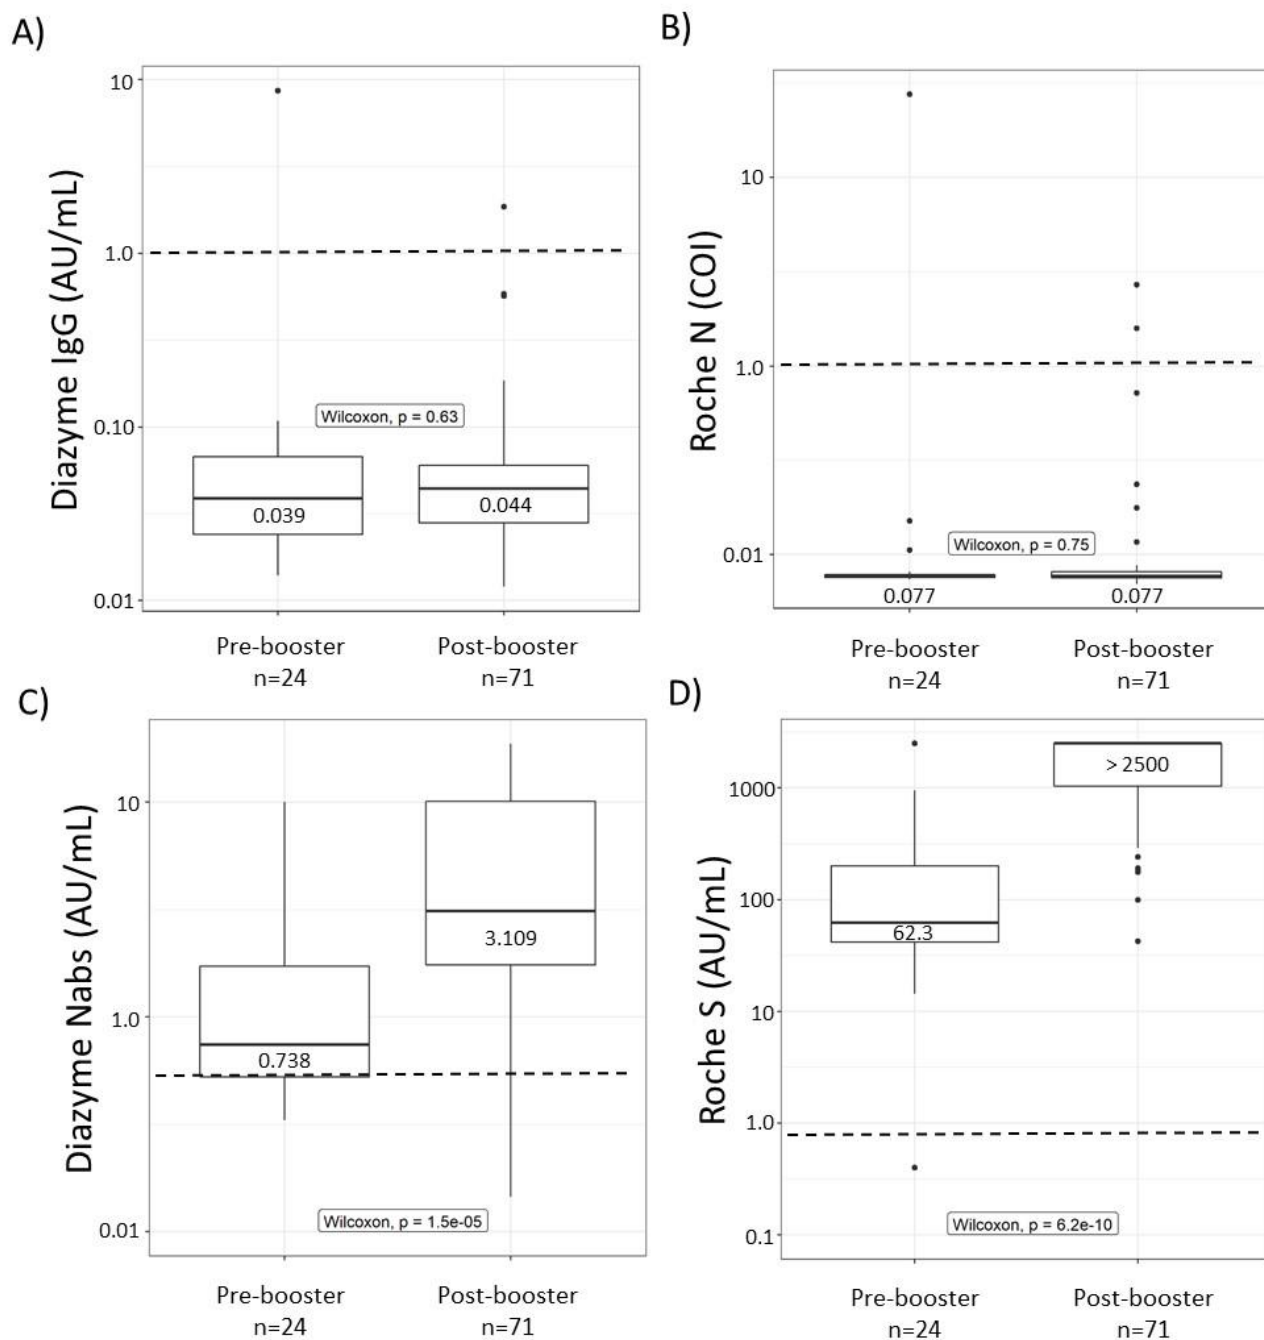 A)
Diazyme IgG (AU/mL)
10
1.0
0.10
0.01
Wilcoxon, p = 0.63
0.039
0.044
Pre-booster
n=24
Post-booster
n=71
B)
Roche N (COI)
10
1.0
0.01
Wilcoxon, p = 0.75
0.077
0.077
Pre-booster
n=24
Post-booster
n=71
C)
Diazyme Nabs (AU/mL)
10
1.0
0.01
3.109
0.738
Wilcoxon, p = 1.5e-05
Pre-booster
n=24
Post-booster
n=71
D)
Roche S (AU/mL)
1000
100
10
1.0
0.1
> 2500
62.3
Wilcoxon, p = 6.2e-10
Pre-booster
n=24
Post-booster
n=71